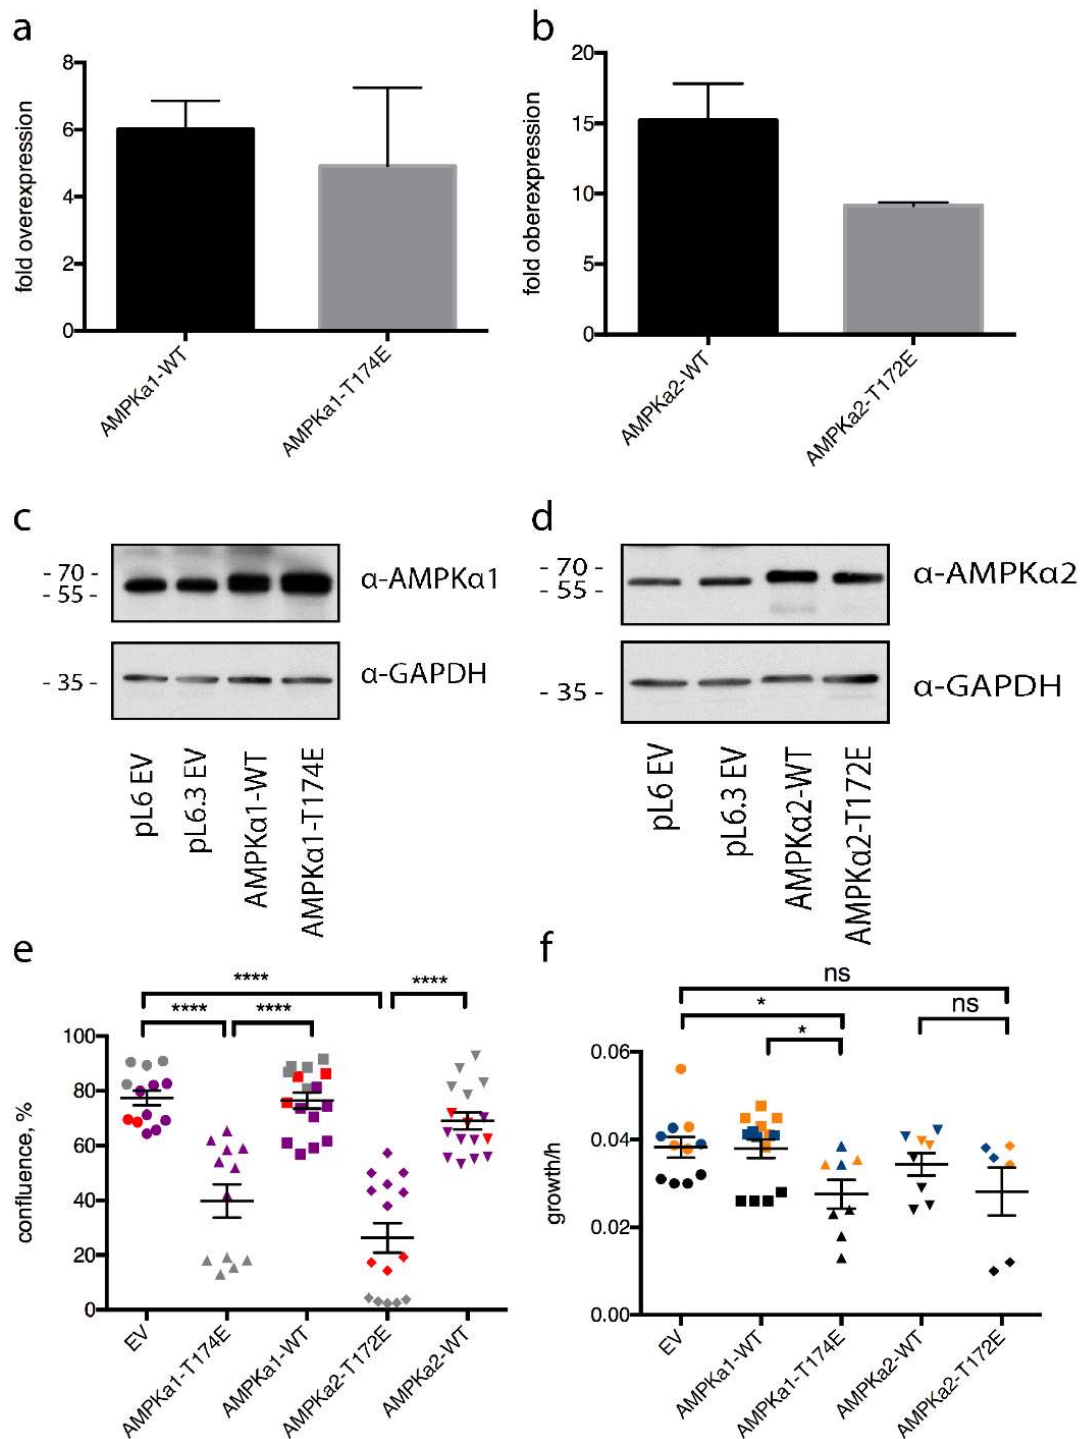 a
fold overexpression
8
6
4
2
0
AMPKa1-WT
AMPKa1-T174E
b
fold oberexpression
20
15
10
5
0
AMPKa2-WT
AMPKa2-T172E
c
- 70 -
- 55 -
α-AMPKα1
- 35 -
α-GAPDH
pL6 EV
pL6.3 EV
AMPKα1-WT
AMPKα1-T174E
d
- 70 -
- 55 -
α-AMPKα2
- 35 -
α-GAPDH
pL6 EV
pL6.3 EV
AMPKα2-WT
AMPKα2-T172E
e
****
****
****
****
confluence, %
100
80
60
40
20
0
EV
AMPKa1-T174E
AMPKa1-WT
AMPKa2-T172E
AMPKa2-WT
f
ns
*
ns
*
growth/h
0.06
0.04
0.02
0.00
EV
AMPKa1-WT
AMPKa1-T174E
AMPKa2-WT
AMPKa2-T172E